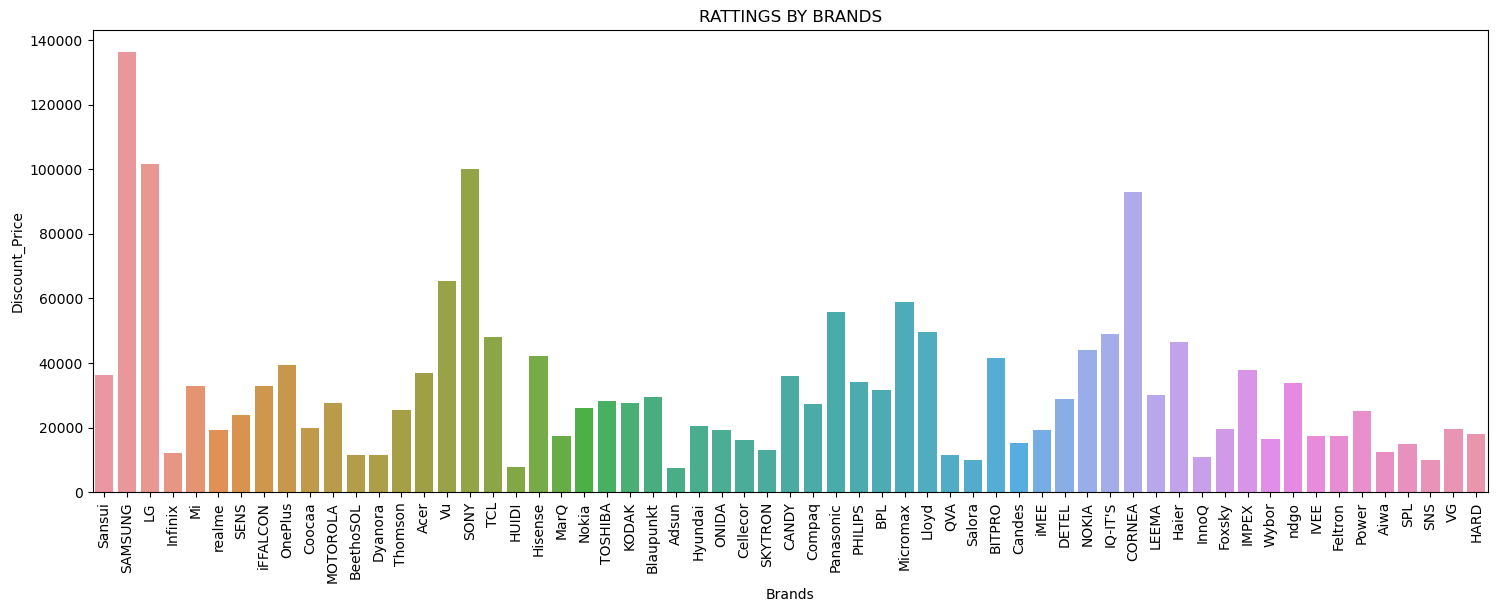 RATTINGS BY BRANDS
Discount_Price
140000
120000
100000
80000
60000
40000
20000
0
Sansui
SAMSUNG
LG
Infinix
Mi
realme
SENS
iFFALCON
OnePlus
Coocaa
MOTOROLA
BeethoSOL
Dyanora
Thomson
Acer
Vu
SONY
TCL
HUIDI
Hisense
MarQ
Nokia
TOSHIBA
KODAK
Blaupunkt
Adsun
Hyundai
ONIDA
Cellecor
SKYTRON
CANDY
Compaq
Panasonic
PHILIPS
BPL
Micromax
Lloyd
QVA
Salora
BITPRO
Candes
iMEE
DETEL
NOKIA
IQ-IT'S
CORNEA
LEEMA
Haier
InnoQ
Foxsky
IMPEX
Wybor
ndgo
IVEE
Feltron
Power
Aiwa
SPL
SNS
VG
HARD
Brands